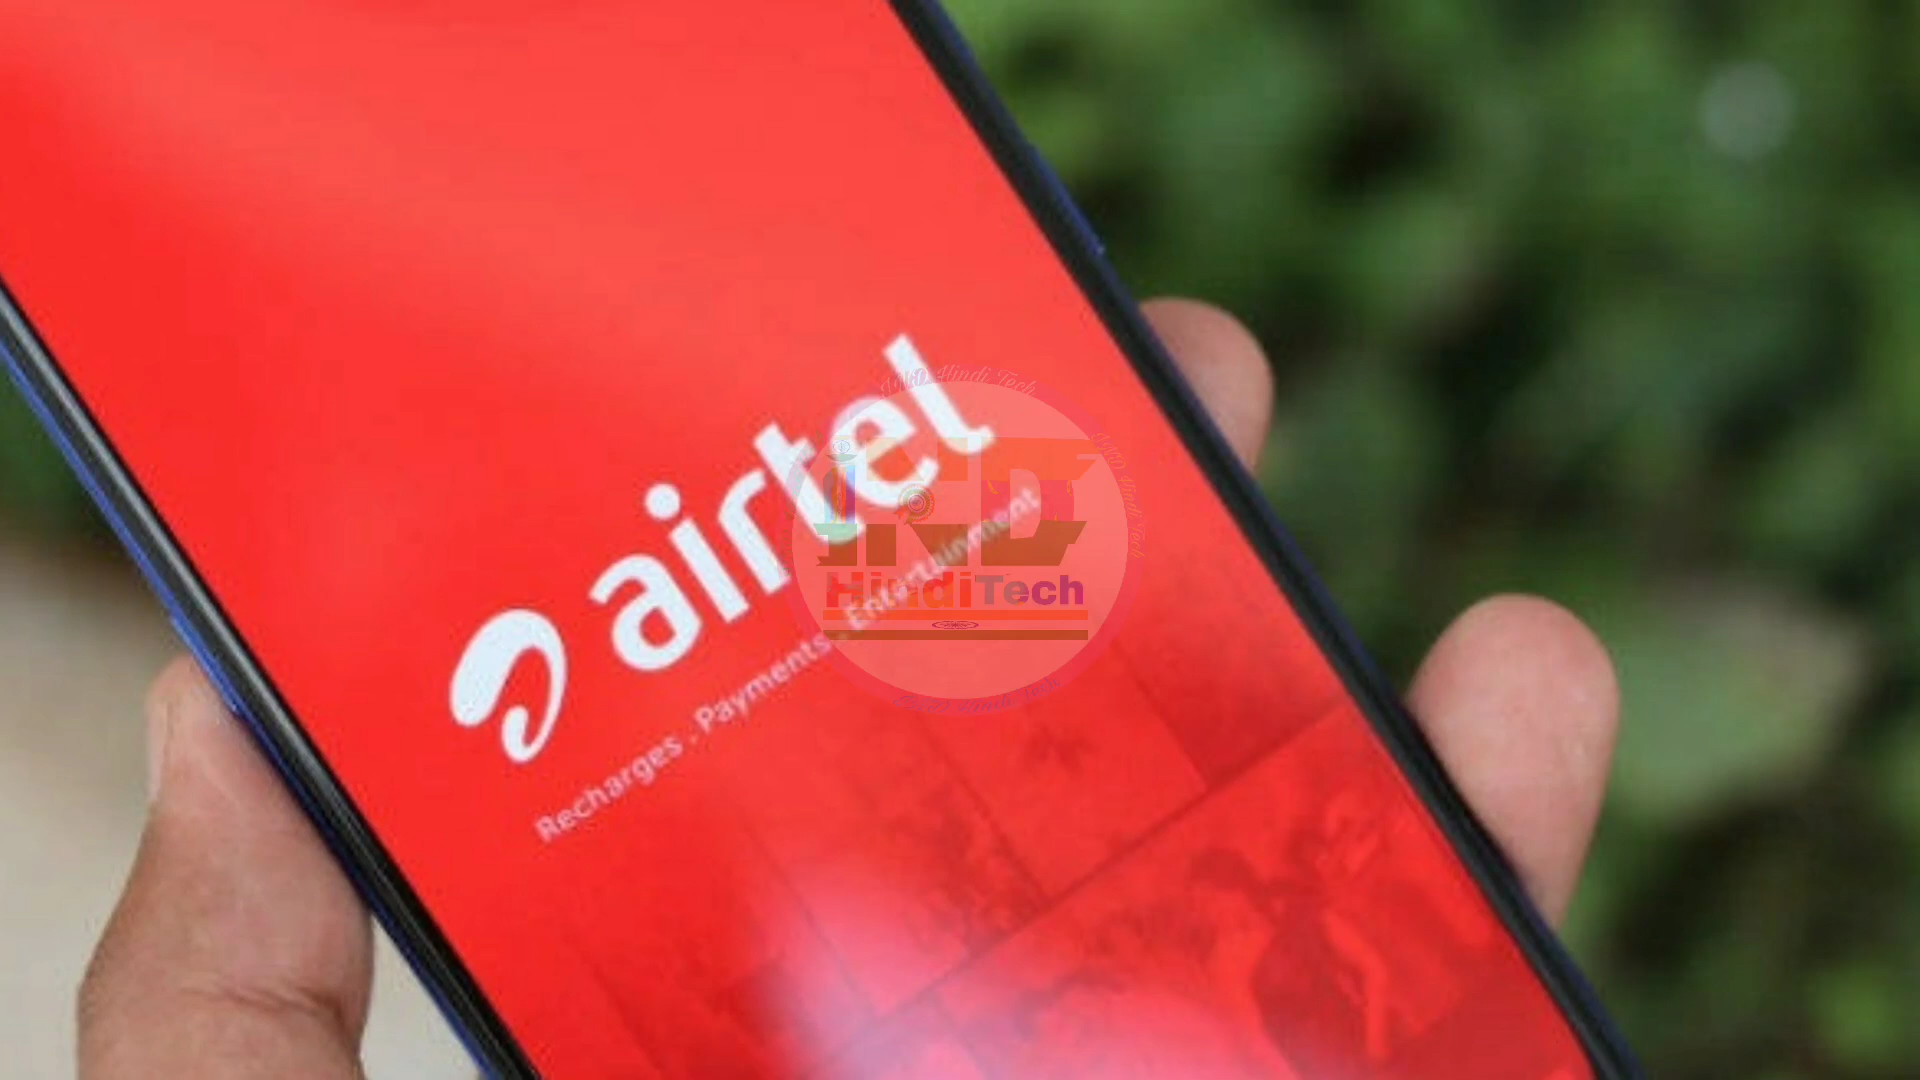 airtel
Recharges . Payments . Entertainment
HindiTech